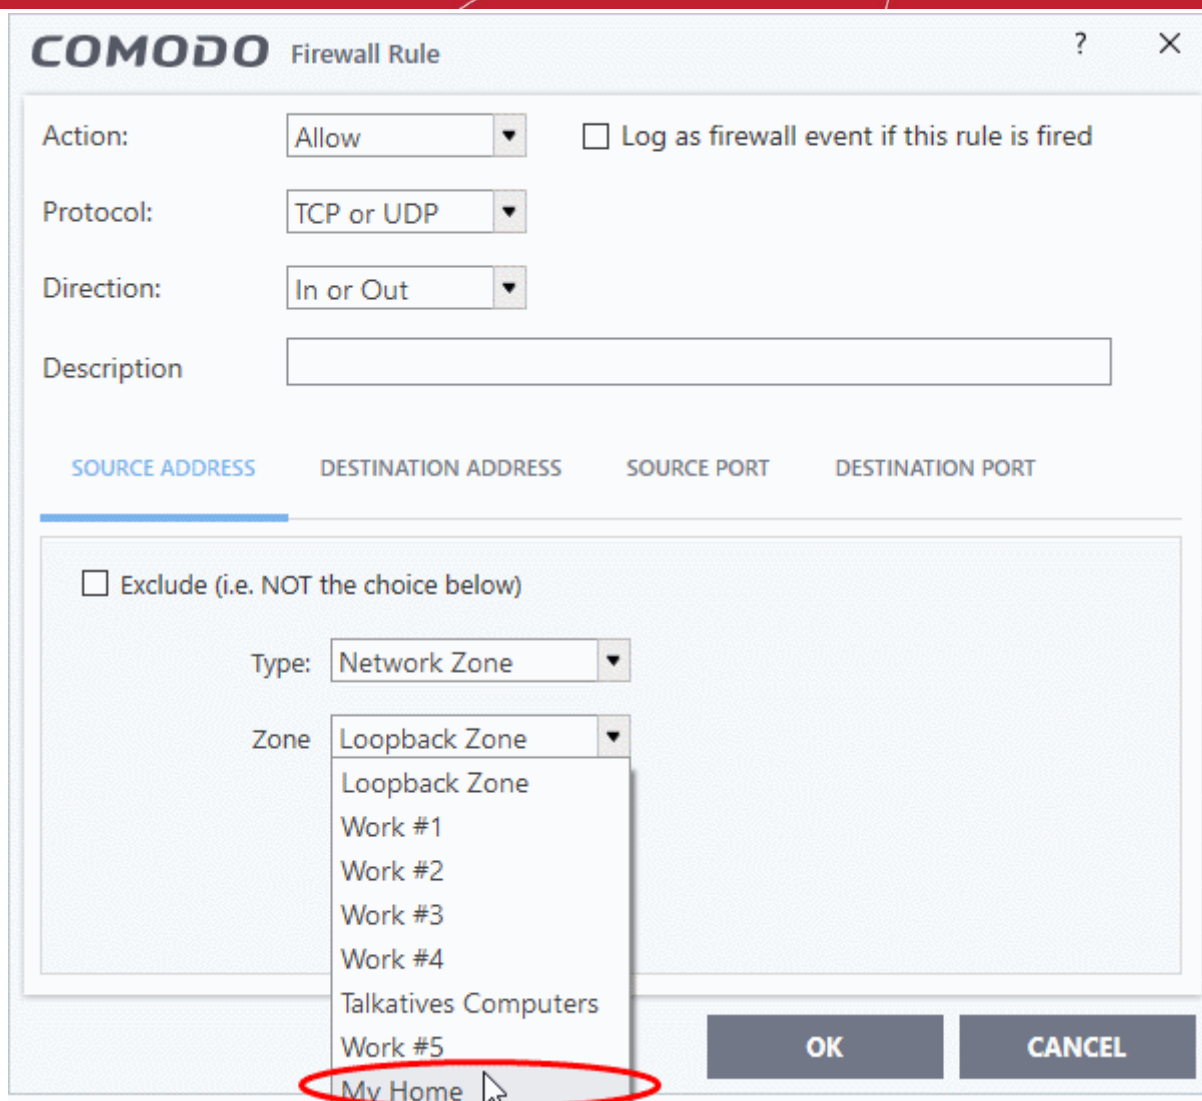 COMODO Firewall Rule ?
Action: Allow Log as firewall event if this rule is fired
Protocol: TCP or UDP
Direction: In or Out
Description
SOURCE ADDRESS DESTINATION ADDRESS SOURCE PORT DESTINATION PORT
Exclude (i.e. NOT the choice below)
Type: Network Zone
Zone Loopback Zone
Loopback Zone
Work #1
Work #2
Work #3
Work #4
Talkatives Computers
Work #5
OK CANCEL
My Home